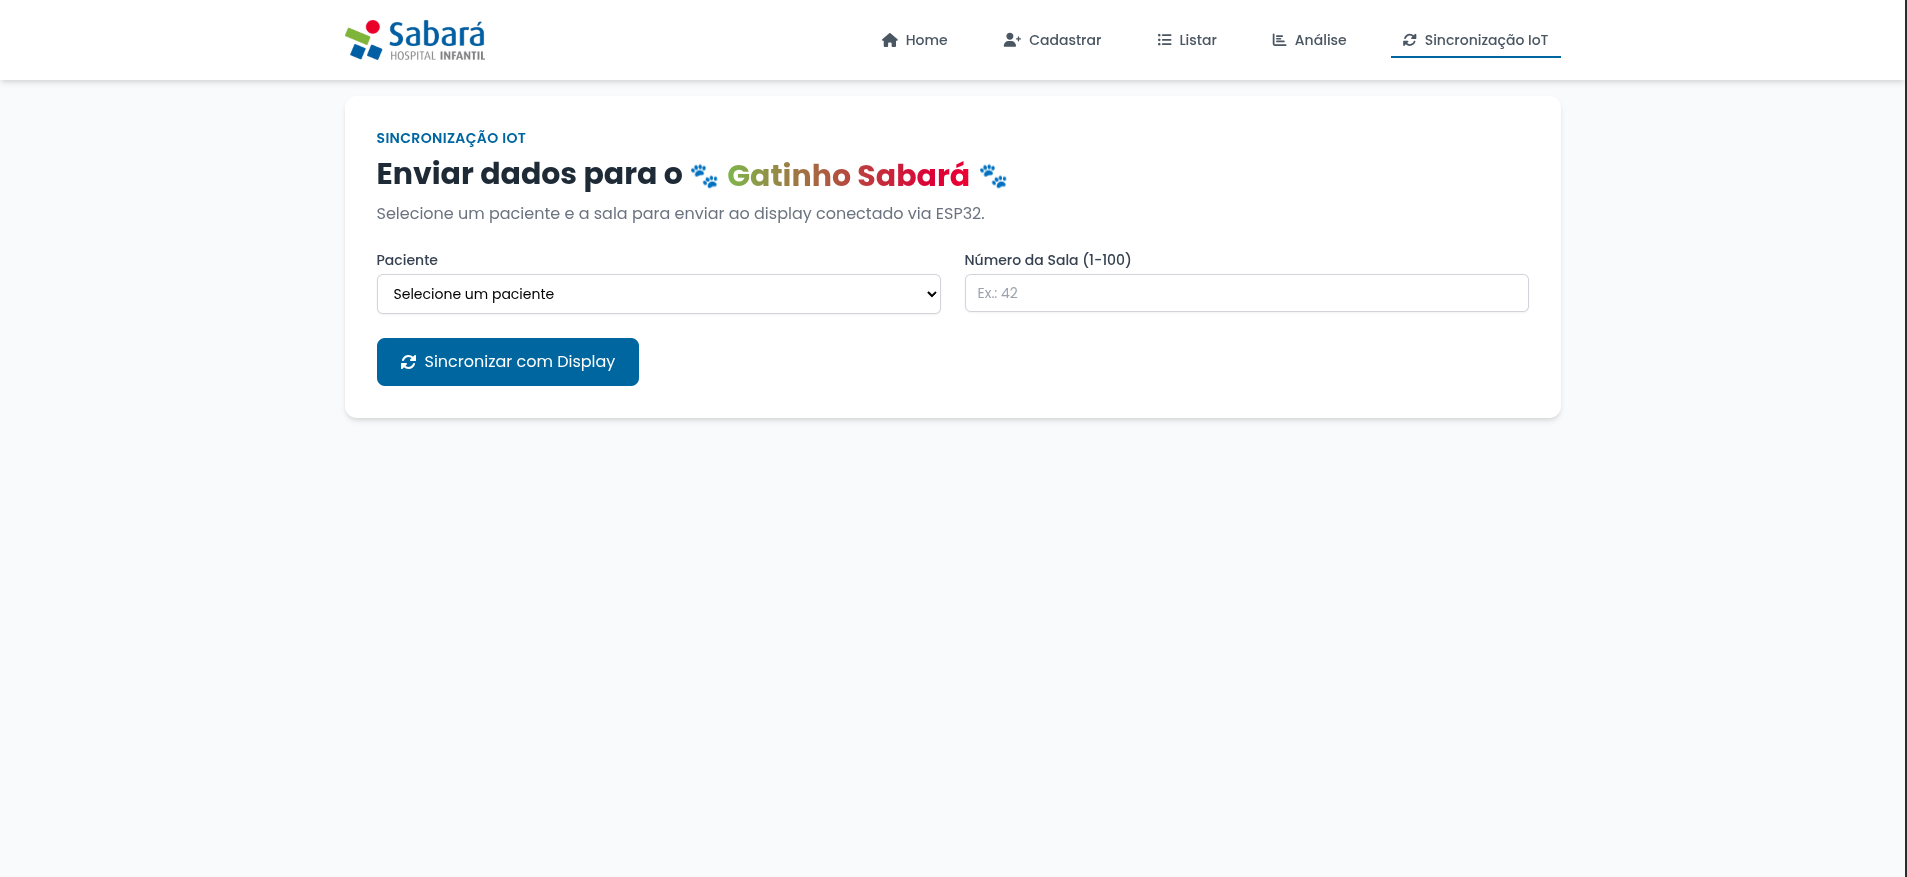 Sabará
HOSPITAL INFANTIL
Home
Cadastrar
Listar
Análise
Sincronização IoT
SINCRONIZAÇÃO IOT
Enviar dados para o 🐾 Gatinho Sabará 🐾
Selecione um paciente e a sala para enviar ao display conectado via ESP32.
Paciente
Número da Sala (1-100)
Selecione um paciente
Ex.: 42
Sincronizar com Display